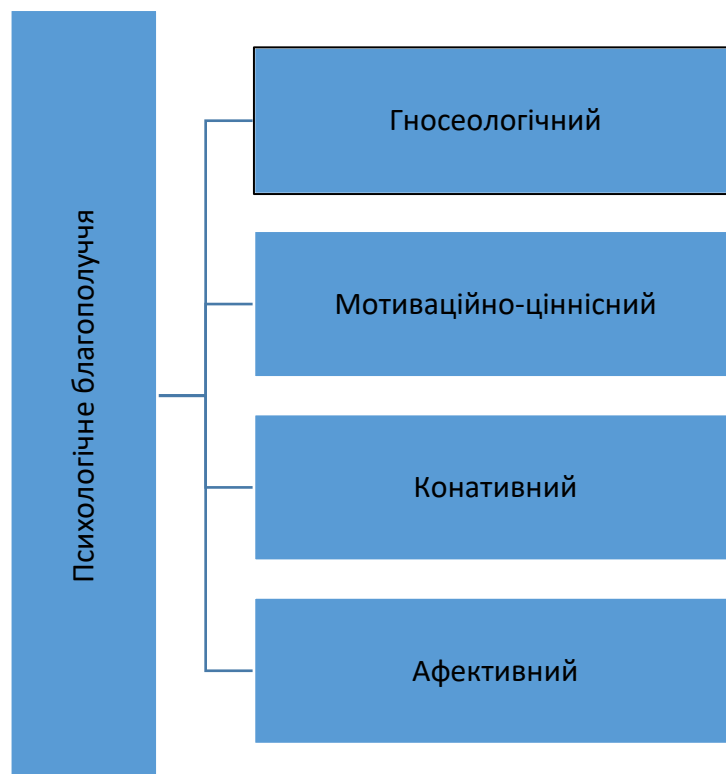 Психологічне благополуччя
Гносеологічний
Мотиваційно-ціннісний
Конативний
Афективний